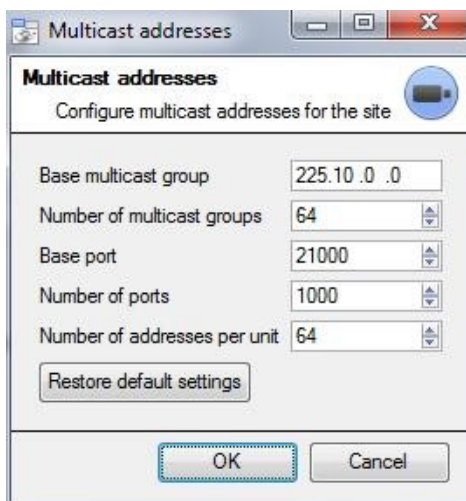 Multicast addresses
Multicast addresses
Configure multicast addresses for the site
Base multicast group 225.10 .0 .0
Number of multicast groups 64
Base port 21000
Number of ports 1000
Number of addresses per unit 64
Restore default settings
OK Cancel